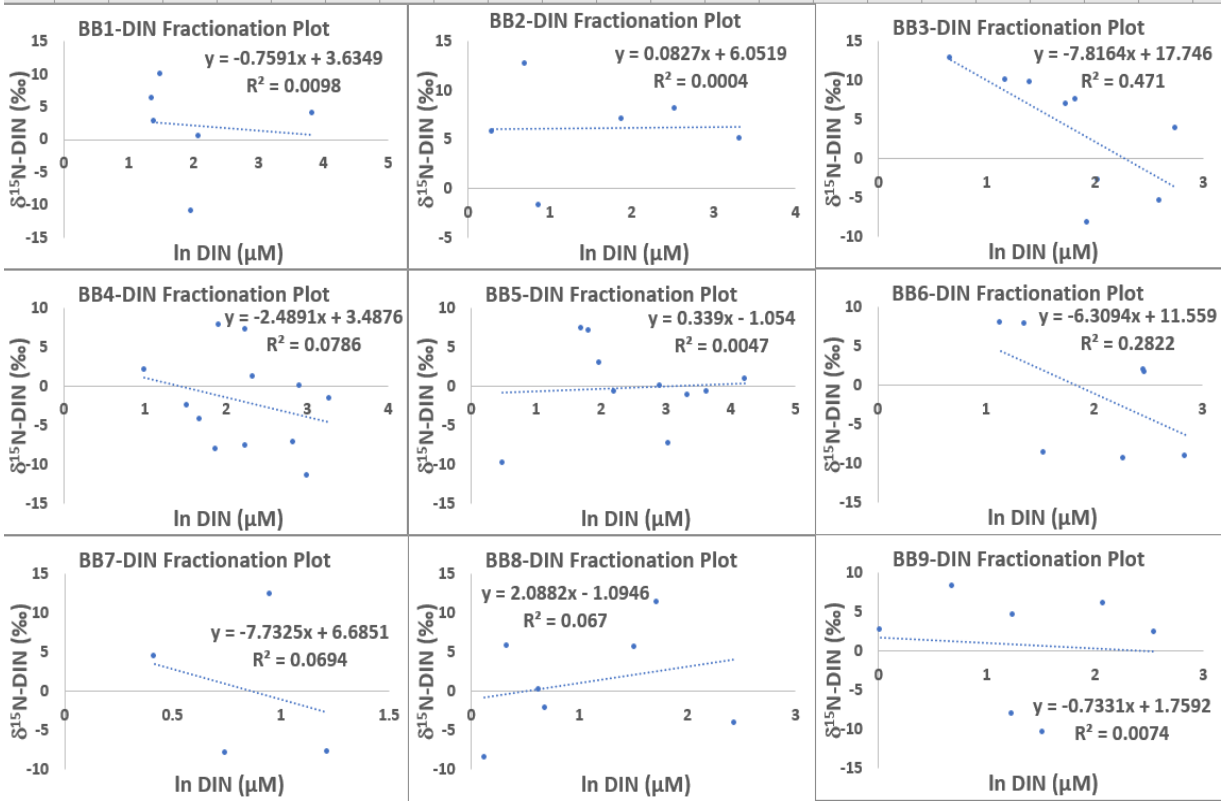 BB1-DIN Fractionation Plot
y = -0.7591x + 3.6349
R² = 0.0098
15
10
5
0
-5
-10
-15
0 1 2 3 4 5
δ¹⁵N-DIN (‰)
ln DIN (µM)
BB2-DIN Fractionation Plot
y = 0.0827x + 6.0519
R² = 0.0004
15
10
5
0
-5
0 1 2 3 4
δ¹⁵N-DIN (‰)
ln DIN (µM)
BB3-DIN Fractionation Plot
y = -7.8164x + 17.746
R² = 0.471
15
10
5
0
-5
-10
0 1 2 3
δ¹⁵N-DIN (‰)
ln DIN (µM)
BB4-DIN Fractionation Plot
y = -2.4891x + 3.4876
R² = 0.0786
10
5
0
-5
-10
-15
0 1 2 3 4
δ¹⁵N-DIN (‰)
ln DIN (µM)
BB5-DIN Fractionation Plot
y = 0.339x - 1.054
R² = 0.0047
10
5
0
-5
-10
-15
0 1 2 3 4 5
δ¹⁵N-DIN (‰)
ln DIN (µM)
BB6-DIN Fractionation Plot
y = -6.3094x + 11.559
R² = 0.2822
10
5
0
-5
-10
-15
0 1 2 3
δ¹⁵N-DIN (‰)
ln DIN (µM)
BB7-DIN Fractionation Plot
y = -7.7325x + 6.6851
R² = 0.0694
15
10
5
0
-5
-10
0 0.5 1 1.5
δ¹⁵N-DIN (‰)
ln DIN (µM)
BB8-DIN Fractionation Plot
y = 2.0882x - 1.0946
R² = 0.067
15
10
5
0
-5
-10
0 1 2 3
δ¹⁵N-DIN (‰)
ln DIN (µM)
BB9-DIN Fractionation Plot
y = -0.7331x + 1.7592
R² = 0.0074
10
5
0
-5
-10
-15
0 1 2 3
δ¹⁵N-DIN (‰)
ln DIN (µM)